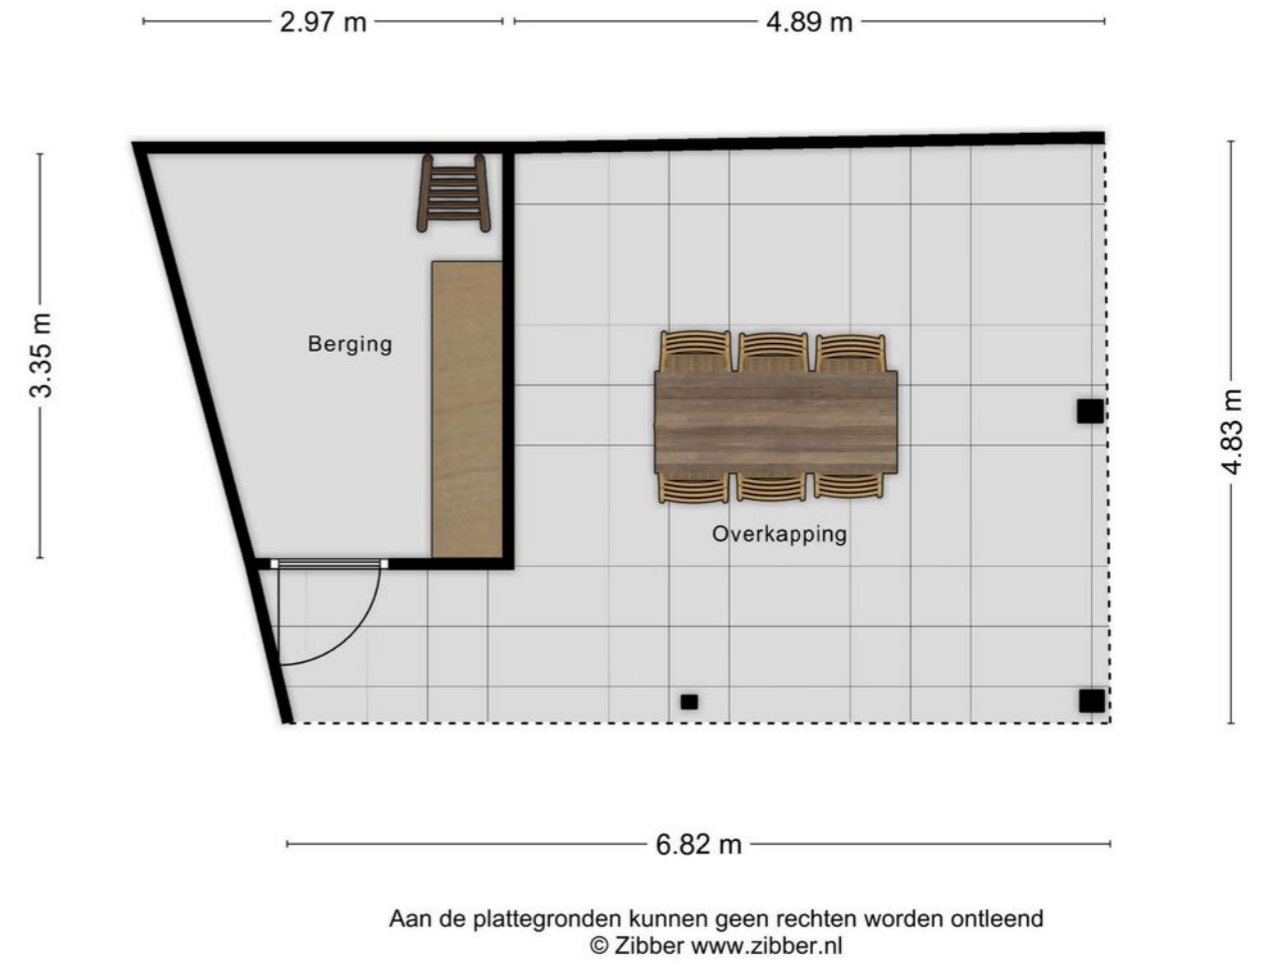 2.97 m
4.89 m
3.35 m
Berging
4.83 m
Overkapping
6.82 m
Aan de plattegronden kunnen geen rechten worden ontleend
© Zibber www.zibber.nl